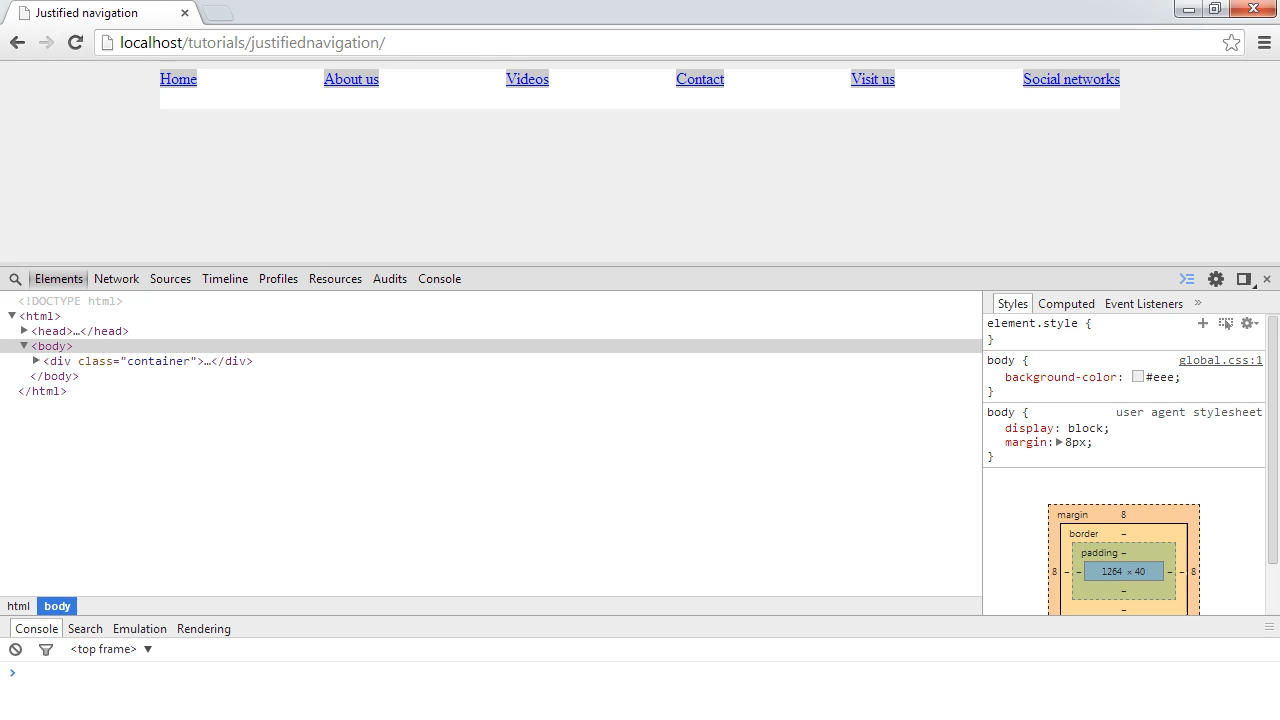 Justified navigation
localhost/tutorials/justifiednavigation/
Home About us Videos Contact Visit us Social networks
Elements Network Sources Timeline Profiles Resources Audits Console
<!DOCTYPE html>
<html>
<head>…</head>
<body>
<div class="container">…</div>
</body>
</html>
html body
Styles Computed Event Listeners »
element.style {
}
body { global.css:1
background-color: #eee;
}
body { user agent stylesheet
display: block;
margin: 8px;
}
margin 8
border –
padding –
8 – – 1264 × 40 – – 8
–
–
Console Search Emulation Rendering
<top frame>